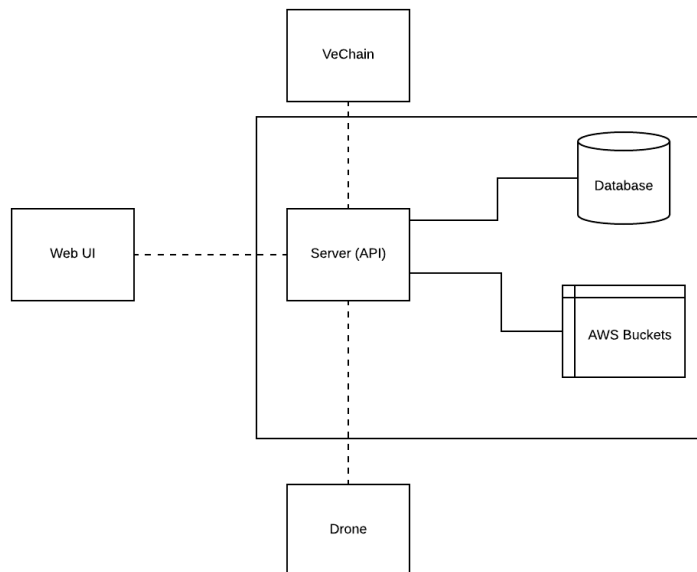 VeChain
Database
Web UI
Server (API)
AWS Buckets
Drone